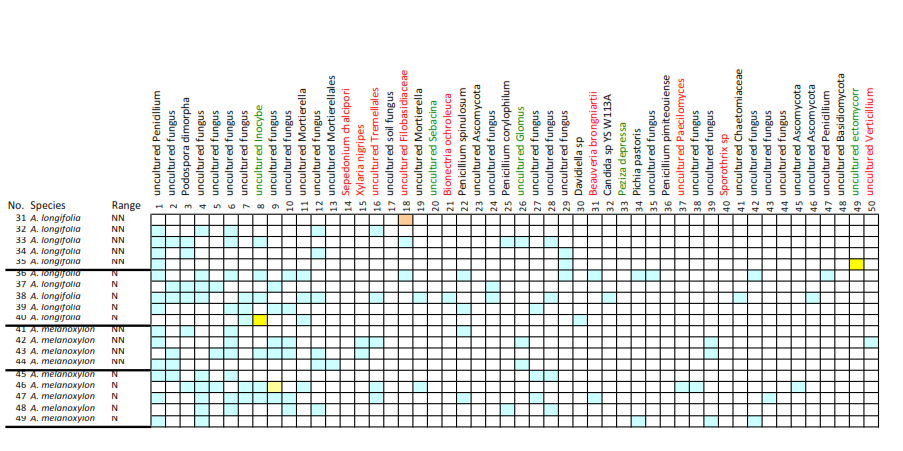 uncultured Penicillium
uncultured fungus
Podospora dimorpha
uncultured fungus
uncultured fungus
uncultured fungus
uncultured fungus
uncultured Inocybe
uncultured fungus
uncultured fungus
uncultured Mortierella
uncultured fungus
uncultured Mortierellales
Sepedonium chalcipori
Xylaria nigripes
uncultured Tremellales
uncultured soil fungus
uncultured Filobasidiaceae
uncultured Mortierella
uncultured Sebacina
Bionectria ochroleuca
Penicillium spinulosum
uncultured Ascomycota
uncultured fungus
Penicillium corylophilum
uncultured Glomus
uncultured fungus
uncultured fungus
uncultured fungus
Davidiella sp
Beauveria brongniartii
Candida sp YS W113A
Peziza depressa
Pichia pastoris
uncultured fungus
Penicillium pimiteouiense
uncultured Paecilomyces
uncultured fungus
uncultured fungus
Sporothrix sp
uncultured Chaetomiaceae
uncultured fungus
uncultured fungus
uncultured fungus
uncultured Ascomycota
uncultured Ascomycota
uncultured Penicillium
uncultured Basidiomycota
uncultured ectomycorr
uncultured Verticillium
No. Species Range 1 2 3 4 5 6 7 8 9 10 11 12 13 14 15 16 17 18 19 20 21 22 23 24 25 26 27 28 29 30 31 32 33 34 35 36 37 38 39 40 41 42 43 44 45 46 47 48 49 50
31 A. longifolia NN
32 A. longifolia NN
33 A. longifolia NN
34 A. longifolia NN
35 A. longifolia NN
36 A. longifolia N
37 A. longifolia N
38 A. longifolia N
39 A. longifolia N
40 A. longifolia N
41 A. melanoxylon NN
42 A. melanoxylon NN
43 A. melanoxylon NN
44 A. melanoxylon NN
45 A. melanoxylon N
46 A. melanoxylon N
47 A. melanoxylon N
48 A. melanoxylon N
49 A. melanoxylon N